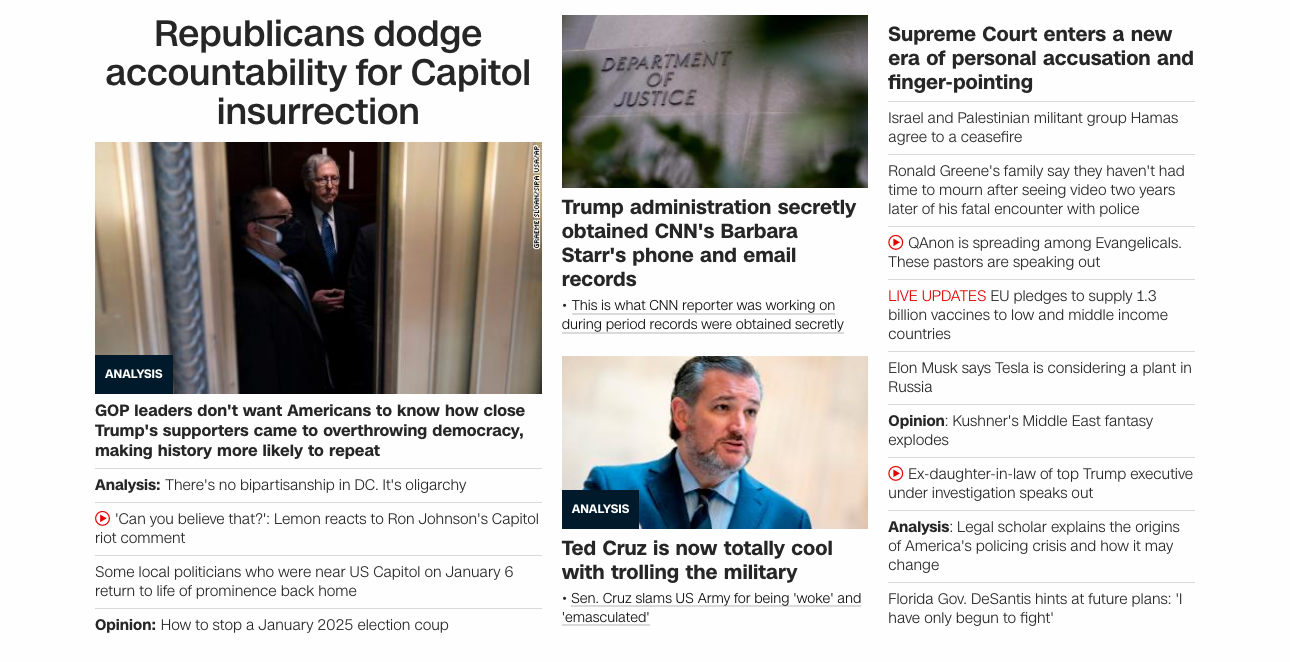 Republicans dodge
accountability for Capitol
insurrection
GRAEME SLOAN/SIPA USA/AP
ANALYSIS
GOP leaders don't want Americans to know how close
Trump's supporters came to overthrowing democracy,
making history more likely to repeat
Analysis: There's no bipartisanship in DC. It's oligarchy
'Can you believe that?': Lemon reacts to Ron Johnson's Capitol
riot comment
Some local politicians who were near US Capitol on January 6
return to life of prominence back home
Opinion: How to stop a January 2025 election coup
DEPARTMENT
OF
JUSTICE
Trump administration secretly
obtained CNN's Barbara
Starr's phone and email
records
• This is what CNN reporter was working on
during period records were obtained secretly
ANALYSIS
Ted Cruz is now totally cool
with trolling the military
• Sen. Cruz slams US Army for being 'woke' and
'emasculated'
Supreme Court enters a new
era of personal accusation and
finger-pointing
Israel and Palestinian militant group Hamas
agree to a ceasefire
Ronald Greene's family say they haven't had
time to mourn after seeing video two years
later of his fatal encounter with police
QAnon is spreading among Evangelicals.
These pastors are speaking out
LIVE UPDATES EU pledges to supply 1.3
billion vaccines to low and middle income
countries
Elon Musk says Tesla is considering a plant in
Russia
Opinion: Kushner's Middle East fantasy
explodes
Ex-daughter-in-law of top Trump executive
under investigation speaks out
Analysis: Legal scholar explains the origins
of America's policing crisis and how it may
change
Florida Gov. DeSantis hints at future plans: 'I
have only begun to fight'